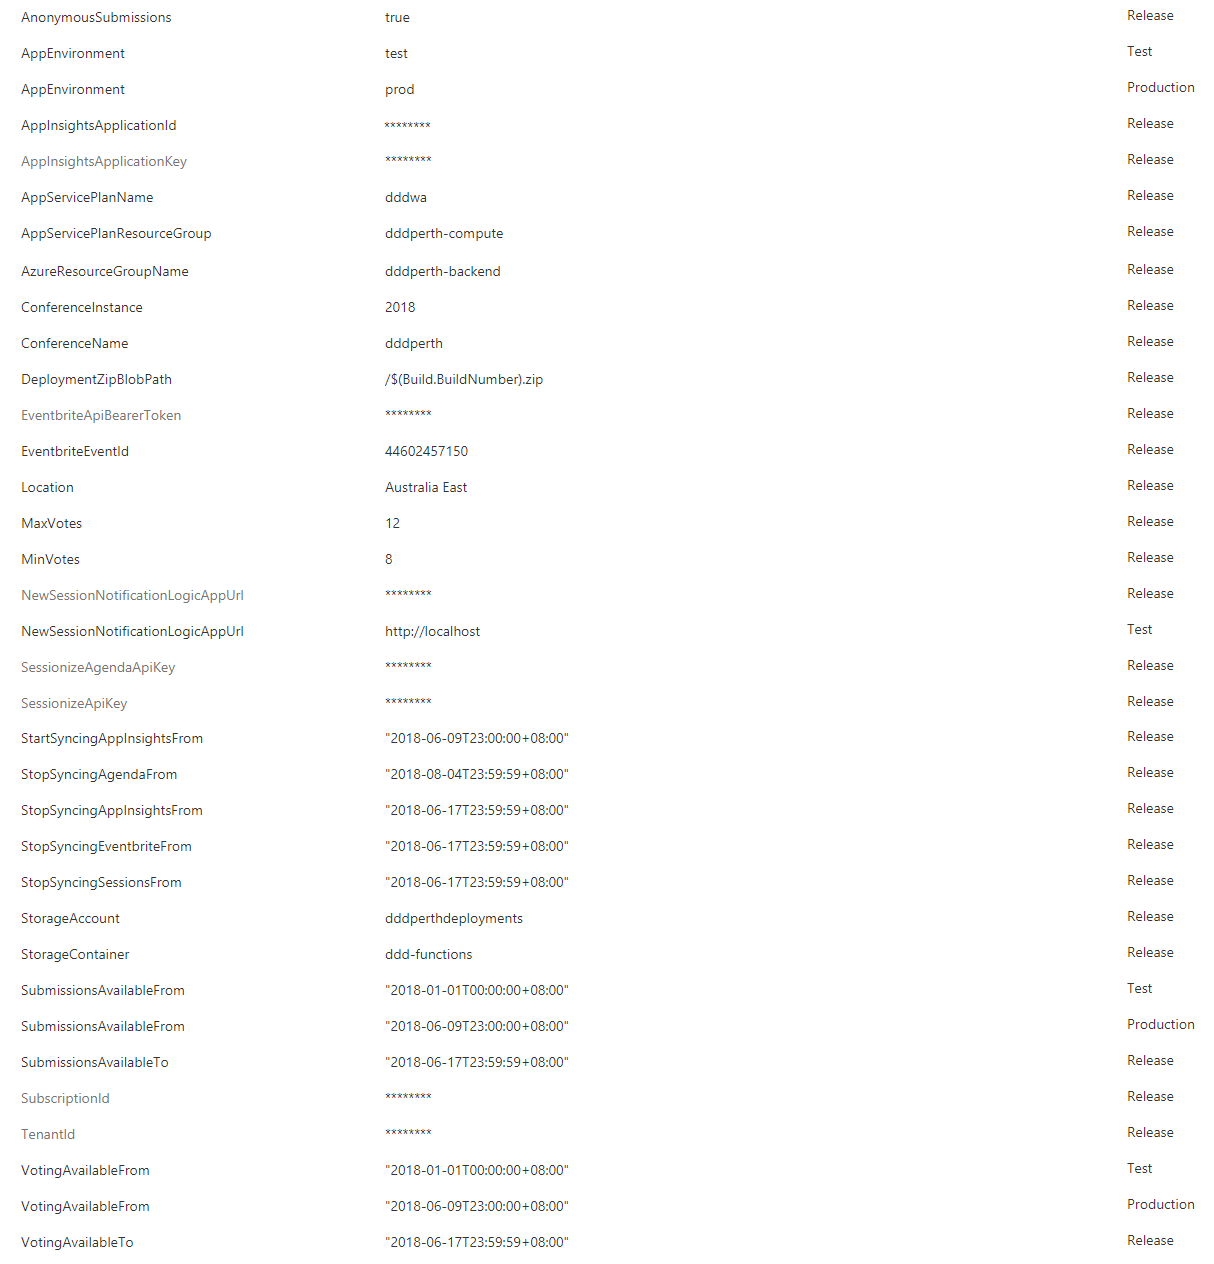 AnonymousSubmissions true Release
AppEnvironment test Test
AppEnvironment prod Production
AppInsightsApplicationId ******** Release
AppInsightsApplicationKey ******** Release
AppServicePlanName dddwa Release
AppServicePlanResourceGroup dddperth-compute Release
AzureResourceGroupName dddperth-backend Release
ConferenceInstance 2018 Release
ConferenceName dddperth Release
DeploymentZipBlobPath /$(Build.BuildNumber).zip Release
EventbriteApiBearerToken ******** Release
EventbriteEventId 44602457150 Release
Location Australia East Release
MaxVotes 12 Release
MinVotes 8 Release
NewSessionNotificationLogicAppUrl ******** Release
NewSessionNotificationLogicAppUrl http://localhost Test
SessionizeAgendaApiKey ******** Release
SessionizeApiKey ******** Release
StartSyncingAppInsightsFrom "2018-06-09T23:00:00+08:00" Release
StopSyncingAgendaFrom "2018-08-04T23:59:59+08:00" Release
StopSyncingAppInsightsFrom "2018-06-17T23:59:59+08:00" Release
StopSyncingEventbriteFrom "2018-06-17T23:59:59+08:00" Release
StopSyncingSessionsFrom "2018-06-17T23:59:59+08:00" Release
StorageAccount dddperthdeployments Release
StorageContainer ddd-functions Release
SubmissionsAvailableFrom "2018-01-01T00:00:00+08:00" Test
SubmissionsAvailableFrom "2018-06-09T23:00:00+08:00" Production
SubmissionsAvailableTo "2018-06-17T23:59:59+08:00" Release
SubscriptionId ******** Release
TenantId ******** Release
VotingAvailableFrom "2018-01-01T00:00:00+08:00" Test
VotingAvailableFrom "2018-06-09T23:00:00+08:00" Production
VotingAvailableTo "2018-06-17T23:59:59+08:00" Release